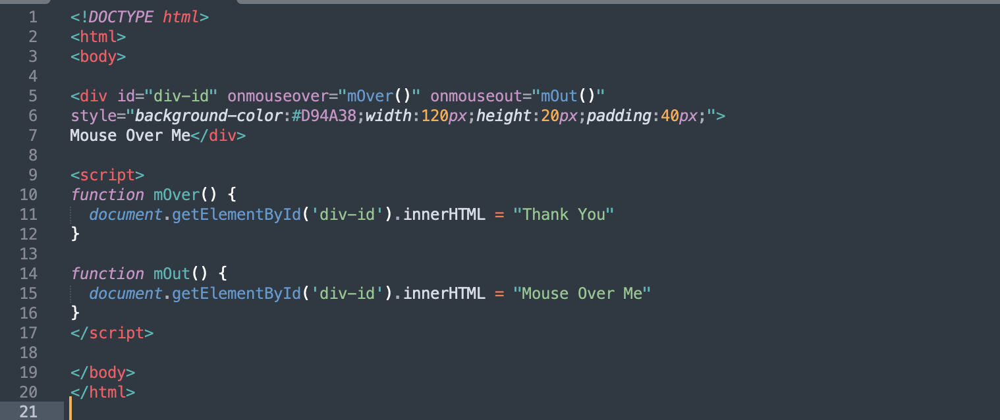 1 <!DOCTYPE html>
2 <html>
3 <body>
4
5 <div id="div-id" onmouseover="mOver()" onmouseout="mOut()"
6 style="background-color:#D94A38;width:120px;height:20px;padding:40px;">
7 Mouse Over Me</div>
8
9 <script>
10 function mOver() {
11   document.getElementById('div-id').innerHTML = "Thank You"
12 }
13
14 function mOut() {
15   document.getElementById('div-id').innerHTML = "Mouse Over Me"
16 }
17 </script>
18
19 </body>
20 </html>
21